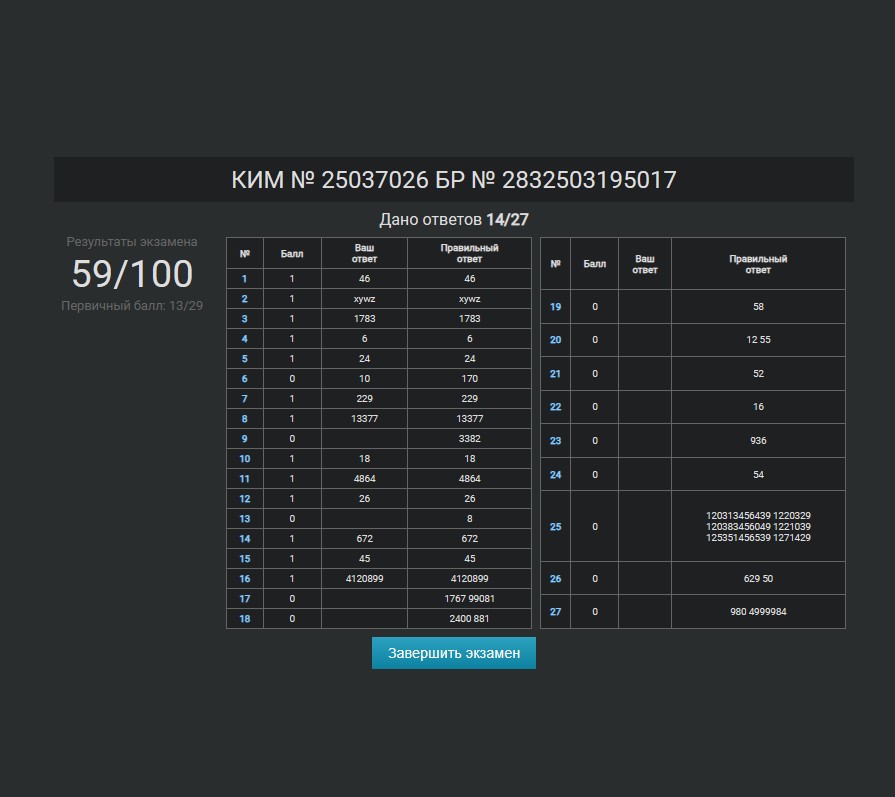 КИМ № 25037026 БР № 2832503195017
Дано ответов 14/27
Результаты экзамена
59/100
Первичный балл: 13/29
№ Балл Ваш ответ Правильный ответ
1 1 46 46
2 1 xywz xywz
3 1 1783 1783
4 1 6 6
5 1 24 24
6 0 10 170
7 1 229 229
8 1 13377 13377
9 0 3382
10 1 18 18
11 1 4864 4864
12 1 26 26
13 0 8
14 1 672 672
15 1 45 45
16 1 4120899 4120899
17 0 1767 99081
18 0 2400 881
№ Балл Ваш ответ Правильный ответ
19 0 58
20 0 12 55
21 0 52
22 0 16
23 0 936
24 0 54
25 0 120313456439 1220329
120383456049 1221039
125351456539 1271429
26 0 629 50
27 0 980 4999984
Завершить экзамен